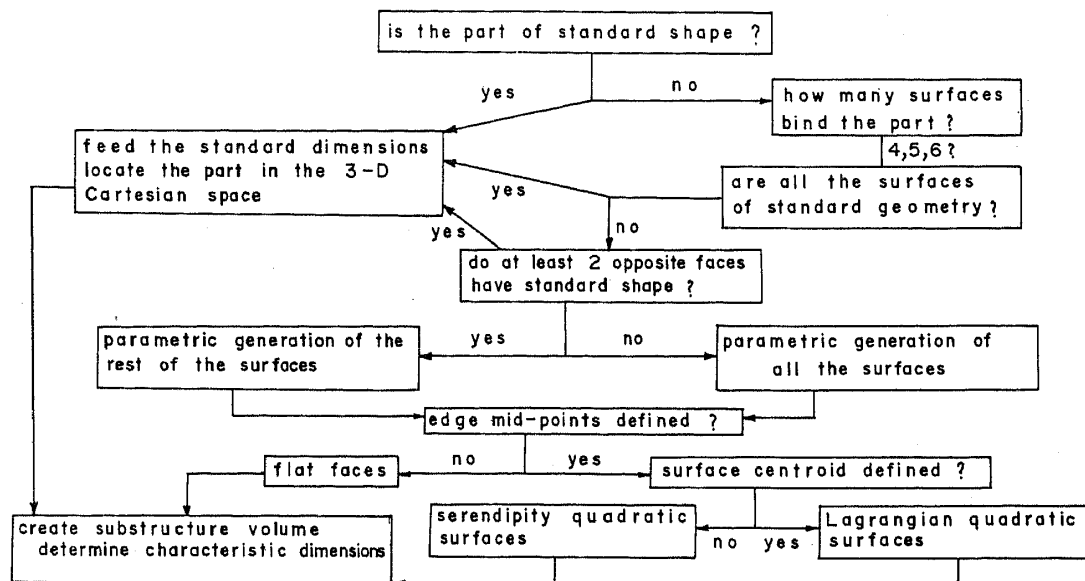 is the part of standard shape ?
yes
no
how many surfaces
bind the part ?
feed the standard dimensions
locate the part in the 3-D
Cartesian space
4,5,6 ?
yes
are all the surfaces
of standard geometry ?
yes
no
do at least 2 opposite faces
have standard shape ?
parametric generation of the
rest of the surfaces
yes
no
parametric generation of
all the surfaces
edge mid-points defined ?
flat faces
no
yes
surface centroid defined ?
create substructure volume
determine characteristic dimensions
serendipity quadratic
surfaces
no
yes
Lagrangian quadratic
surfaces